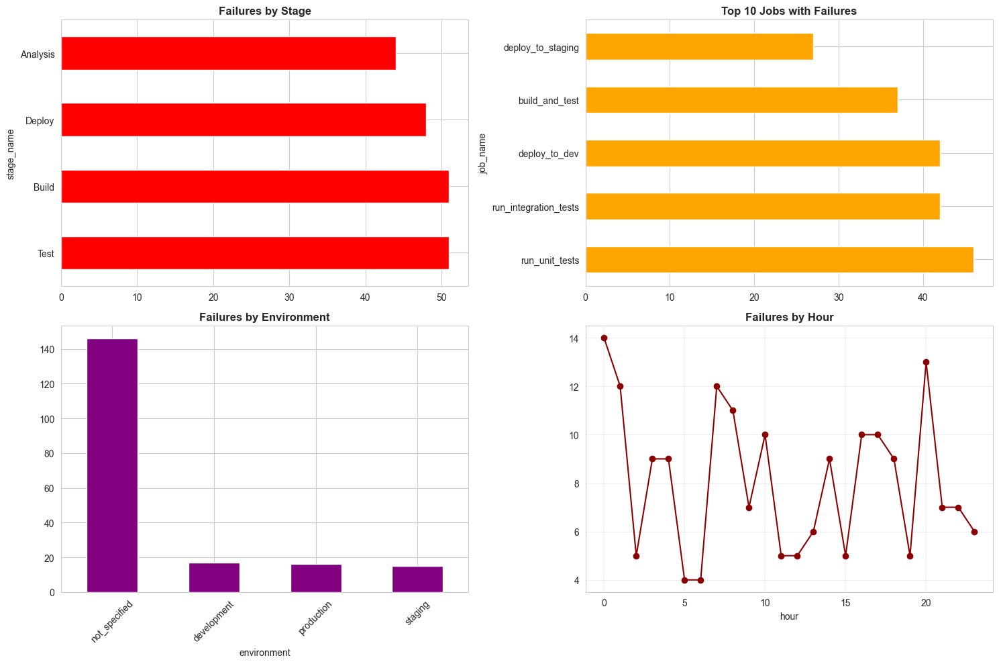 Failures by Stage
stage_name
Analysis
Deploy
Build
Test
0 10 20 30 40 50
Top 10 Jobs with Failures
job_name
deploy_to_staging
build_and_test
deploy_to_dev
run_integration_tests
run_unit_tests
0 10 20 30 40
Failures by Environment
140
120
100
80
60
40
20
0
not_specified development production staging
environment
Failures by Hour
14
12
10
8
6
4
0 5 10 15 20
hour